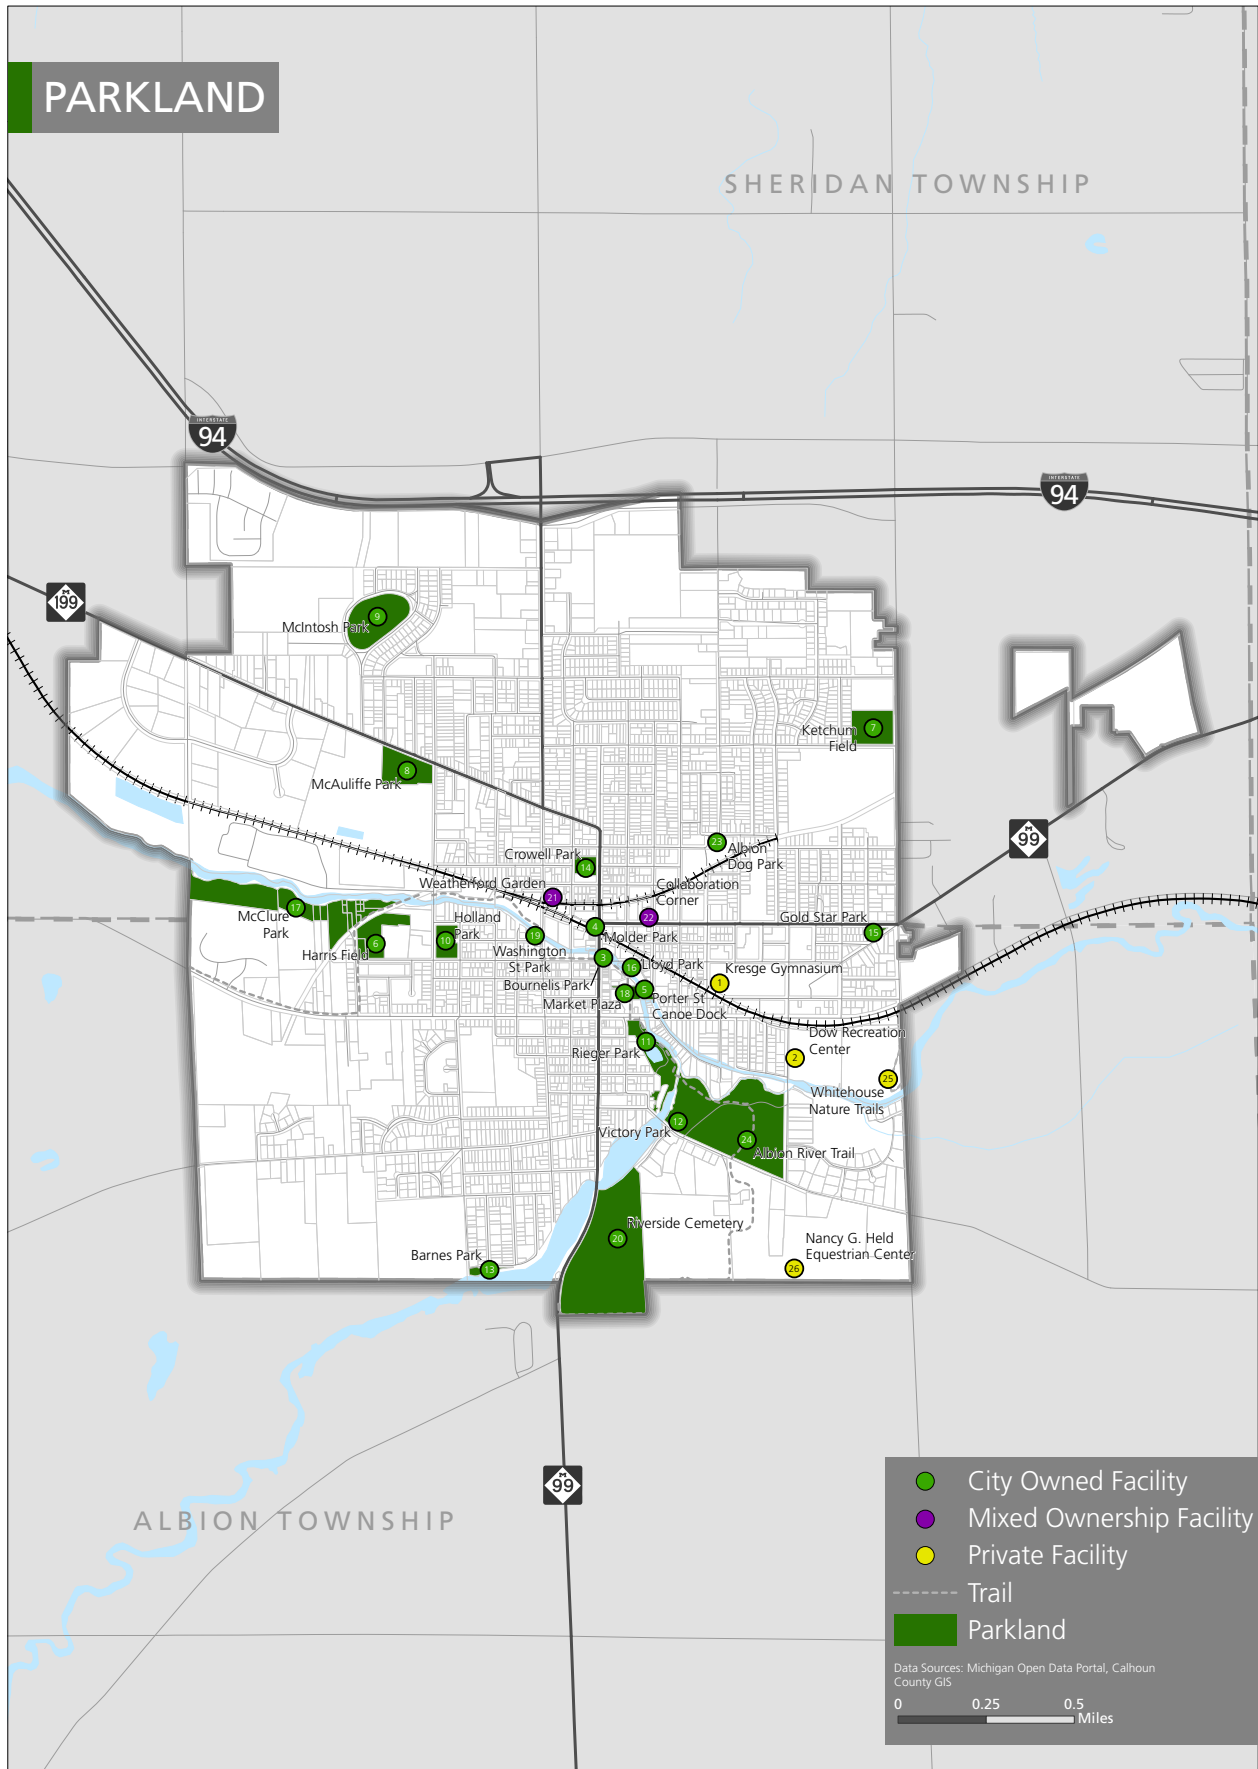 PARKLAND
SHERIDAN TOWNSHIP
INTERSTATE
94
INTERSTATE
94
M
199
9
McIntosh Park
7
Ketchum
Field
8
McAuliffe Park
M
99
23
Albion
Dog Park
Crowell Park
14
Weatherford Garden
21
Collaboration
Corner
22
17
McClure
Park
Holland
Park
10
6
Harris Field
19
Washington
St Park
4
Molder Park
Gold Star Park
15
3
Bournelis Park
16
Lloyd Park
Kresge Gymnasium
1
18
Market Plaza
5
Porter St
Canoe Dock
Dow Recreation
Center
2
11
Rieger Park
25
Whitehouse
Nature Trails
12
Victory Park
24
Albion River Trail
20
Riverside Cemetery
Barnes Park
13
Nancy G. Held
Equestrian Center
26
M
99
ALBION TOWNSHIP
City Owned Facility
Mixed Ownership Facility
Private Facility
Trail
Parkland
Data Sources: Michigan Open Data Portal, Calhoun
County GIS
0 0.25 0.5
Miles